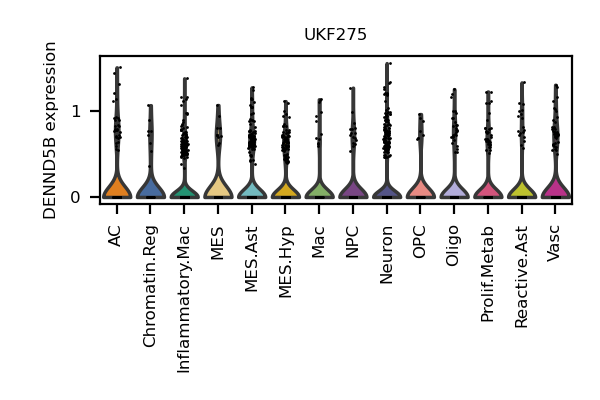 UKF275
DENND5B expression
1
0
AC
Chromatin.Reg
Inflammatory.Mac
MES
MES.Ast
MES.Hyp
Mac
NPC
Neuron
OPC
Oligo
Prolif.Metab
Reactive.Ast
Vasc